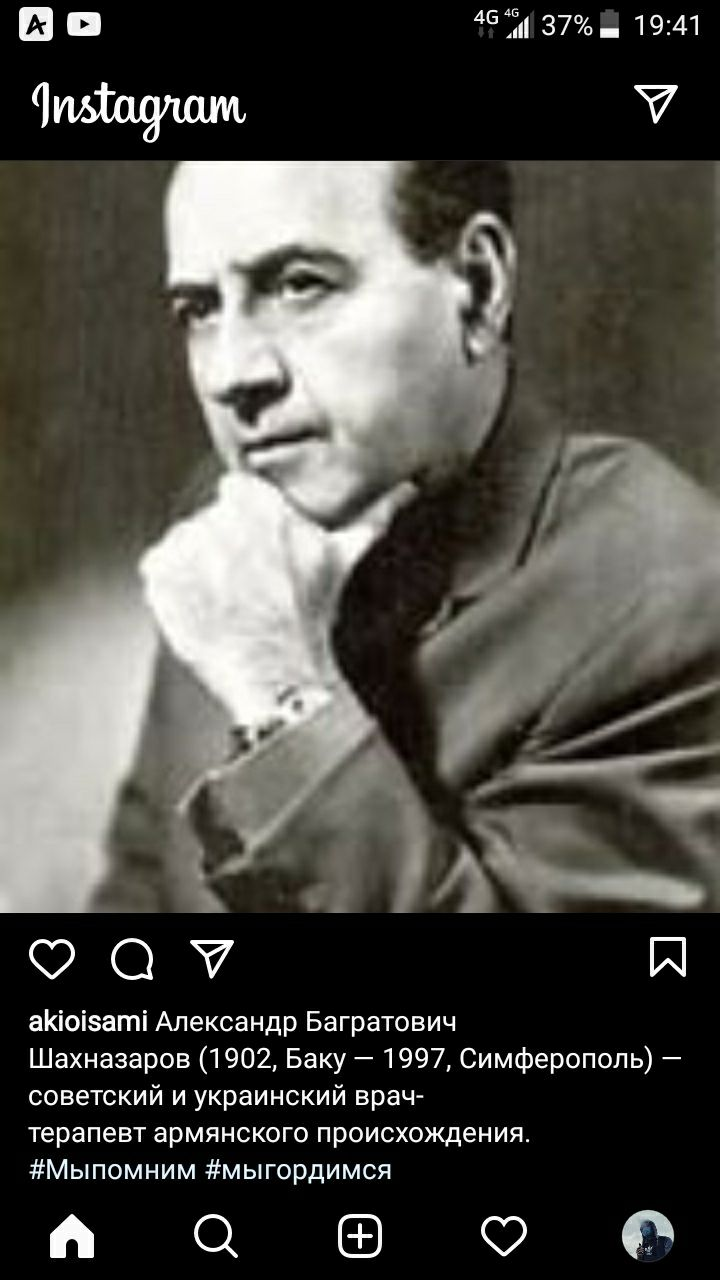 4G 4G 37% 19:41
Instagram
akioisami Александр Багратович
Шахназаров (1902, Баку — 1997, Симферополь) —
советский и украинский врач-
терапевт армянского происхождения.
#Мыпомним #мыгордимся